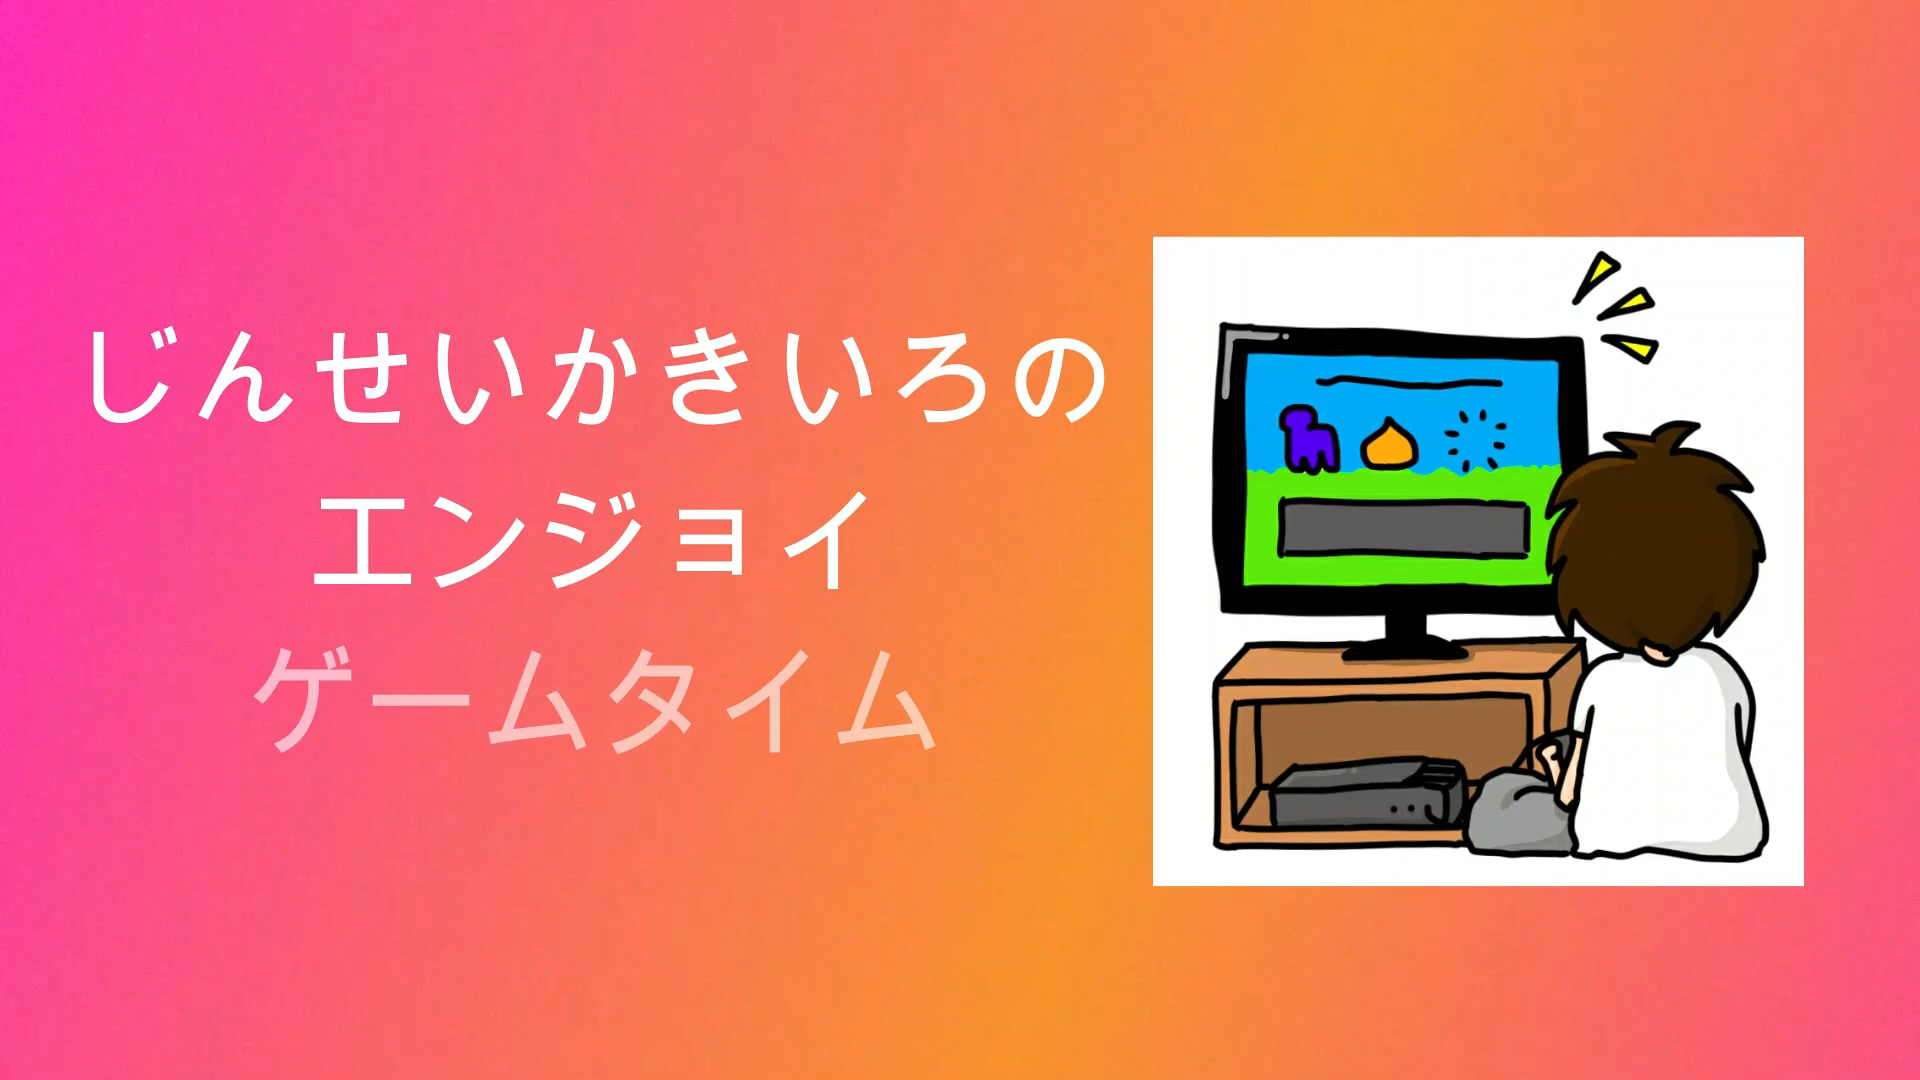 じんせいかきいろの
エンジョイ
ゲームタイム